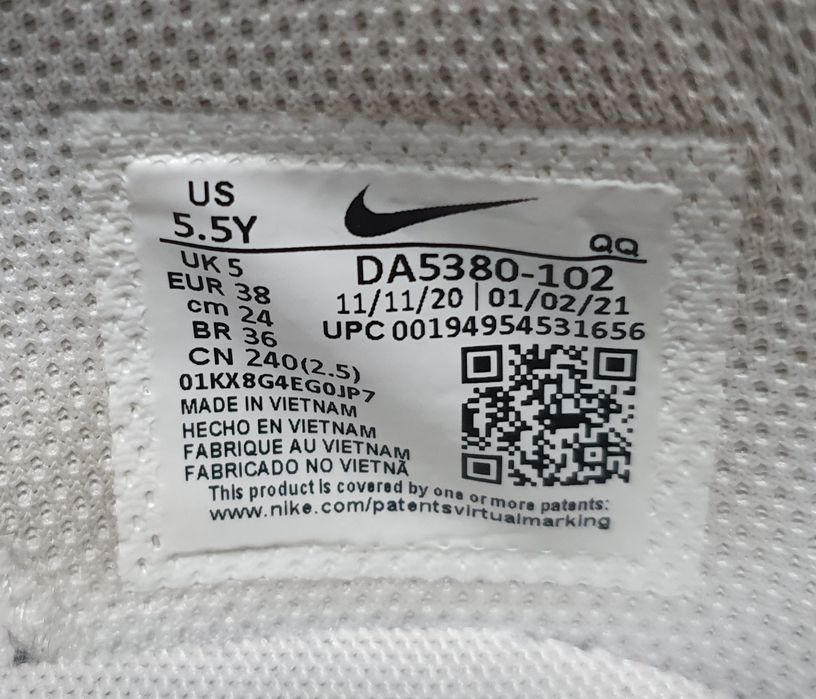 US
5.5Y
QQ
UK 5
EUR 38
cm 24
BR 36
CN 240(2.5)
01KX8G4EG0JP7
MADE IN VIETNAM
HECHO EN VIETNAM
FABRIQUE AU VIETNAM
FABRICADO NO VIETNÃ
DA5380-102
11/11/20 | 01/02/21
UPC 00194954531656
This product is covered by one or more patents:
www.nike.com/patentsvirtualmarking